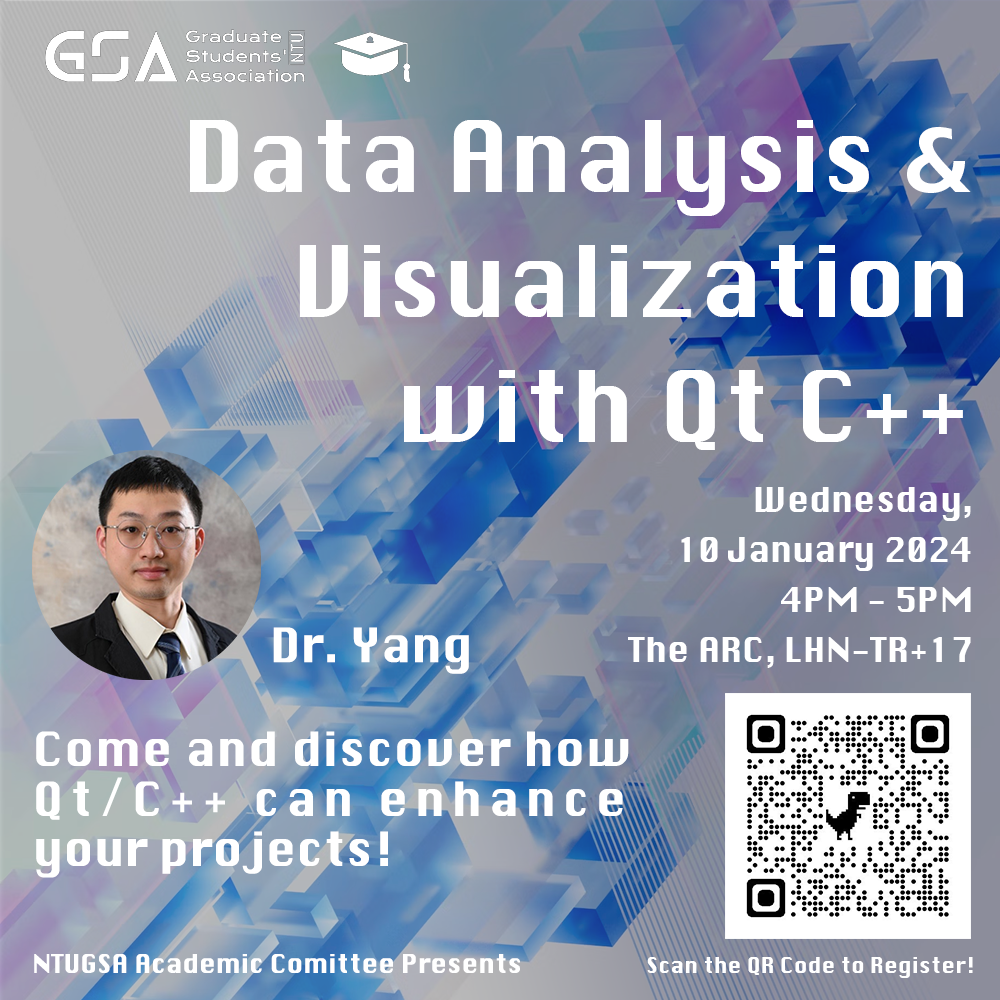 GSA Graduate Students' Association NTU
Data Analysis &
Visualization
with Qt C++
Wednesday,
10 January 2024
4PM - 5PM
The ARC, LHN-TR+17
Dr. Yang
Come and discover how
Qt/C++ can enhance
your projects!
NTUGSA Academic Comittee Presents
Scan the QR Code to Register!